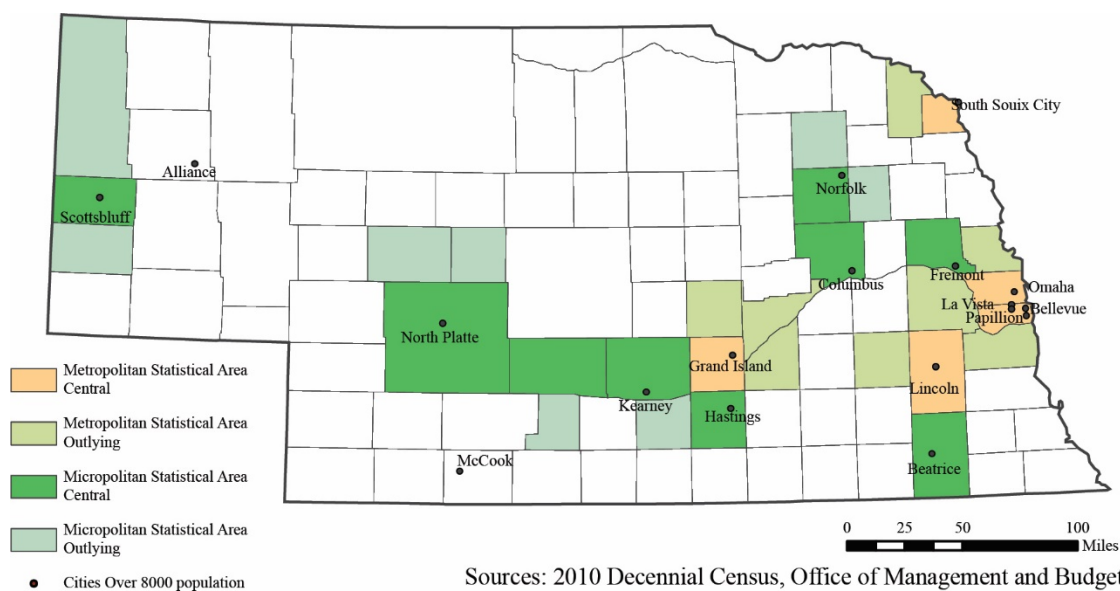 South Souix City
Alliance
Scottsbluff
Norfolk
Columbus
Fremont
Omaha
La Vista
Bellevue
Papillion
North Platte
Grand Island
Lincoln
Kearney
Hastings
McCook
Beatrice
Metropolitan Statistical Area
Central
Metropolitan Statistical Area
Outlying
Micropolitan Statistical Area
Central
Micropolitan Statistical Area
Outlying
Cities Over 8000 population
0 25 50 100
Miles
Sources: 2010 Decennial Census, Office of Management and Budget